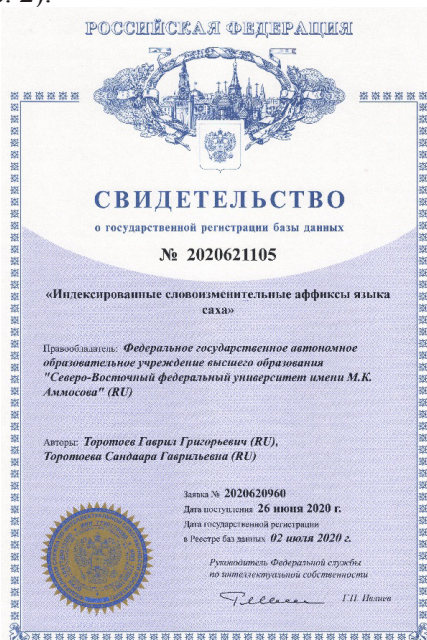 РОССИЙСКАЯ ФЕДЕРАЦИЯ
СВИДЕТЕЛЬСТВО
о государственной регистрации базы данных
№ 2020621105
«Индексированные словоизменительные аффиксы языка
саха»
Правообладатель: Федеральное государственное автономное
образовательное учреждение высшего образования
"Северо-Восточный федеральный университет имени М.К.
Аммосова" (RU)
Авторы: Торотоев Гаврил Григорьевич (RU),
Торотоева Сандаара Гаврильевна (RU)
Заявка № 2020620960
Дата поступления 26 июня 2020 г.
Дата государственной регистрации
в Реестре баз данных 02 июля 2020 г.
Руководитель Федеральной службы
по интеллектуальной собственности
Г.П. Ивлиев